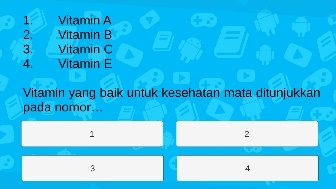 1. Vitamin A
2. Vitamin B
3. Vitamin C
4. Vitamin E
Vitamin yang baik untuk kesehatan mata ditunjukkan
pada nomor…
1
2
3
4